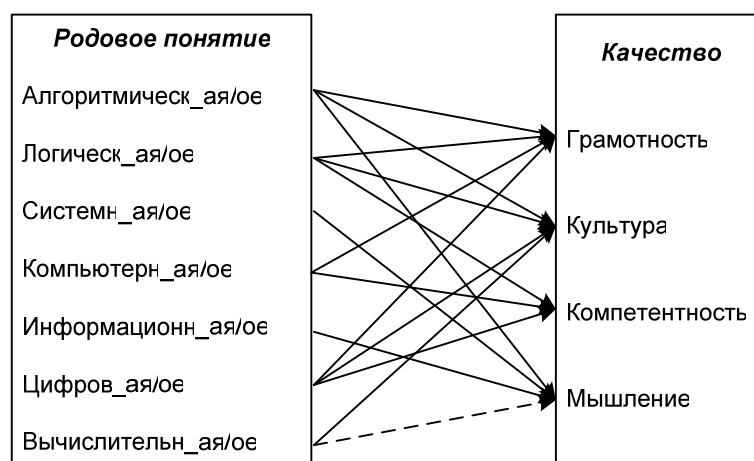 Родовое понятие
Алгоритмическ_ая/ое
Логическ_ая/ое
Системн_ая/ое
Компьютерн_ая/ое
Информационн_ая/ое
Цифров_ая/ое
Вычислительн_ая/ое
Качество
Грамотность
Культура
Компетентность
Мышление